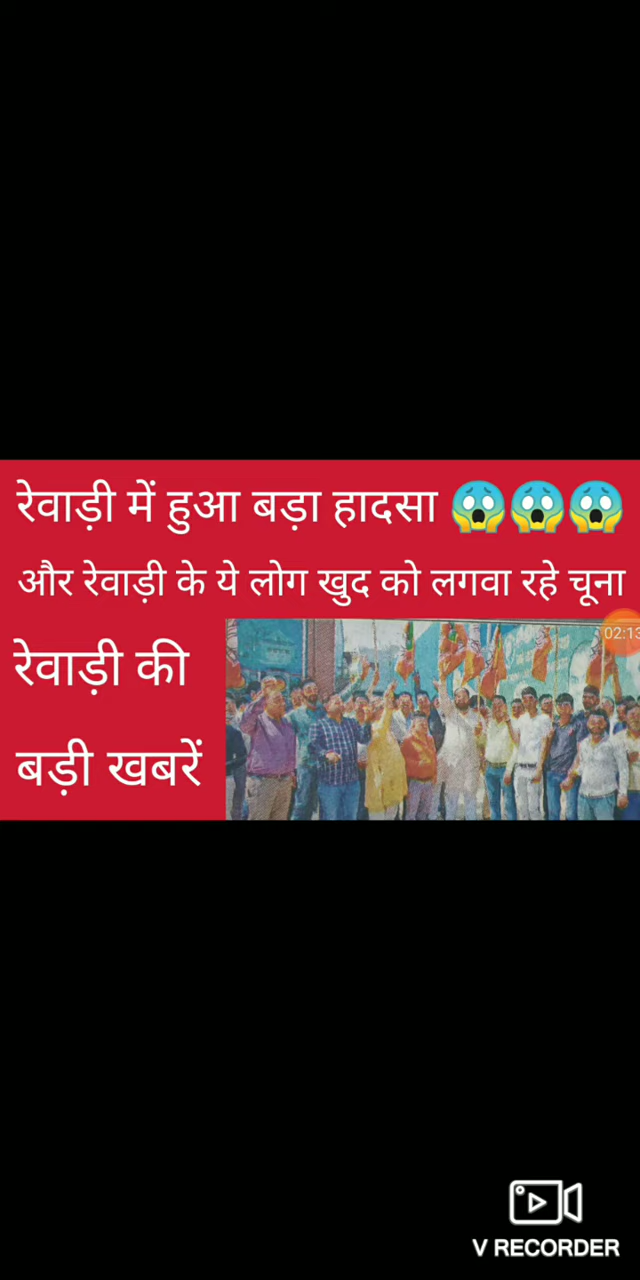 रेवाड़ी में हुआ बड़ा हादसा 😱😱😱
और रेवाड़ी के ये लोग खुद को लगवा रहे चूना
रेवाड़ी की
02:13
बड़ी खबरें
V RECORDER